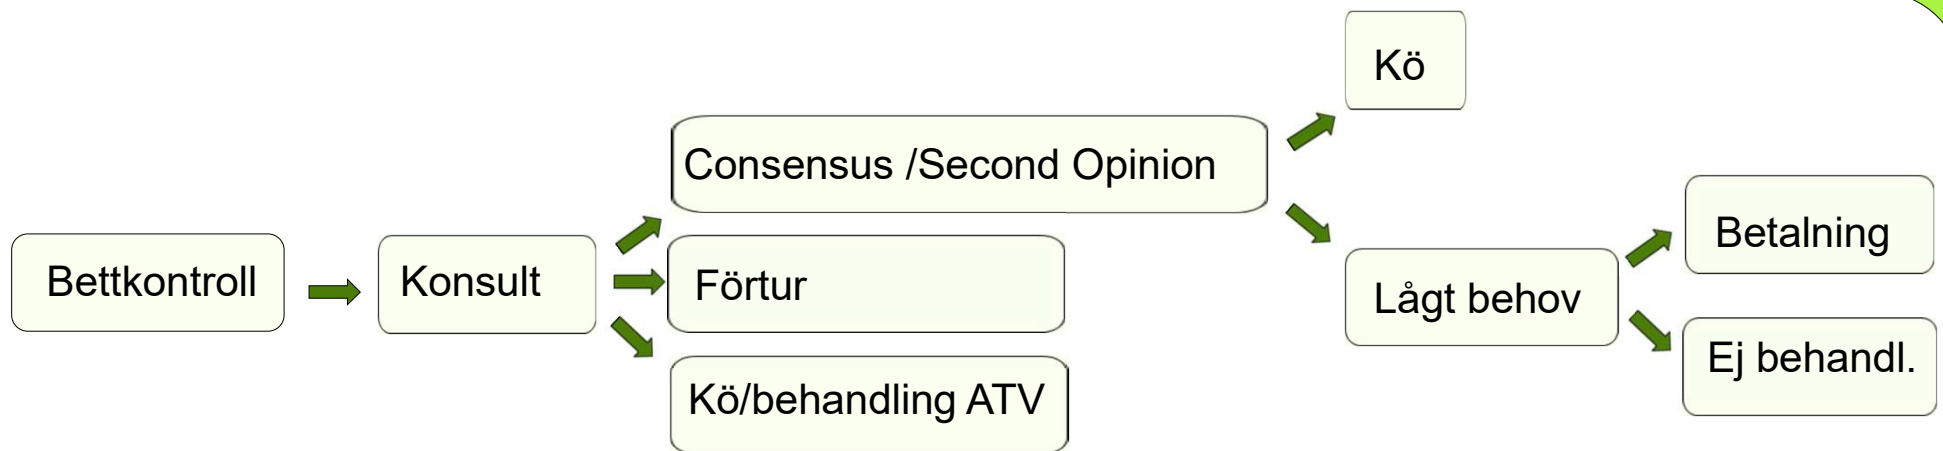 Bettkontroll
Konsult
Consensus /Second Opinion
Förtur
Kö/behandling ATV
Kö
Lågt behov
Betalning
Ej behandl.